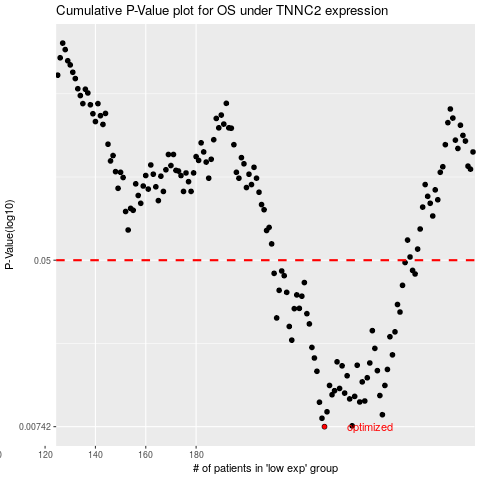 Cumulative P-Value plot for OS under TNNC2 expression
P-Value(log10)
0.05
0.00742
optimized
0 120 140 160 180
# of patients in 'low exp' group